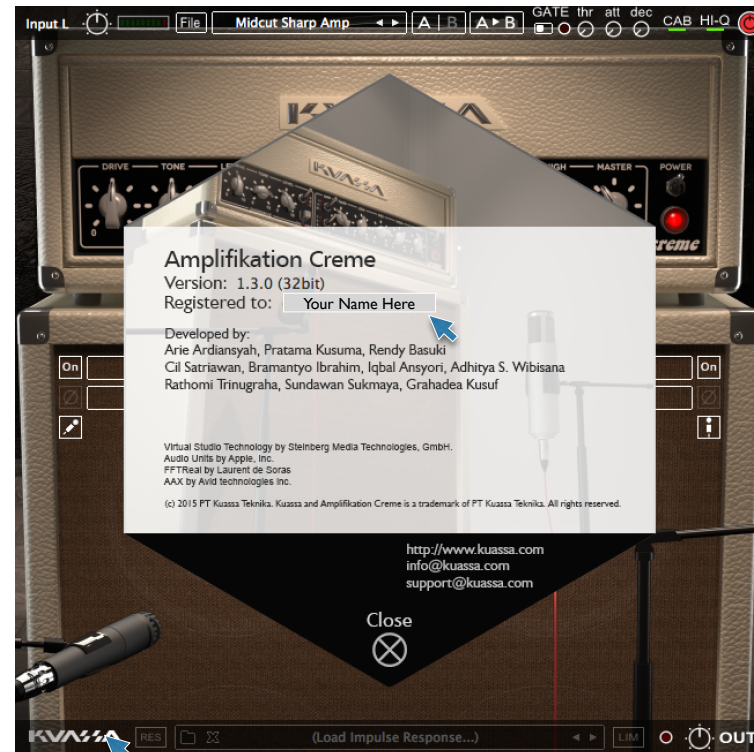 Input L
File
Midcut Sharp Amp
A | B
A▸B
GATE thr att dec
CAB HI-Q
KVASSA
DRIVE TONE
MASTER POWER
0
creme
Amplifikation Creme
Version: 1.3.0 (32bit)
Registered to: Your Name Here
Developed by:
Arie Ardiansyah, Pratama Kusuma, Rendy Basuki
Cil Satriawan, Bramantyo Ibrahim, Iqbal Ansyori, Adhitya S. Wibisana
Rathomi Trinugraha, Sundawan Sukmaya, Grahadea Kusuf
On
On
Virtual Studio Technology by Steinberg Media Technologies, GmbH.
Audio Units by Apple, Inc.
FFTReal by Laurent de Soras
AAX by Avid technologies Inc.
(c) 2015 PT Kuassa Teknika. Kuassa and Amplifikation Creme is a trademark of PT Kuassa Teknika. All rights reserved.
http://www.kuassa.com
info@kuassa.com
support@kuassa.com
Close
KVASSA
RES
(Load Impulse Response...)
LIM
OUT